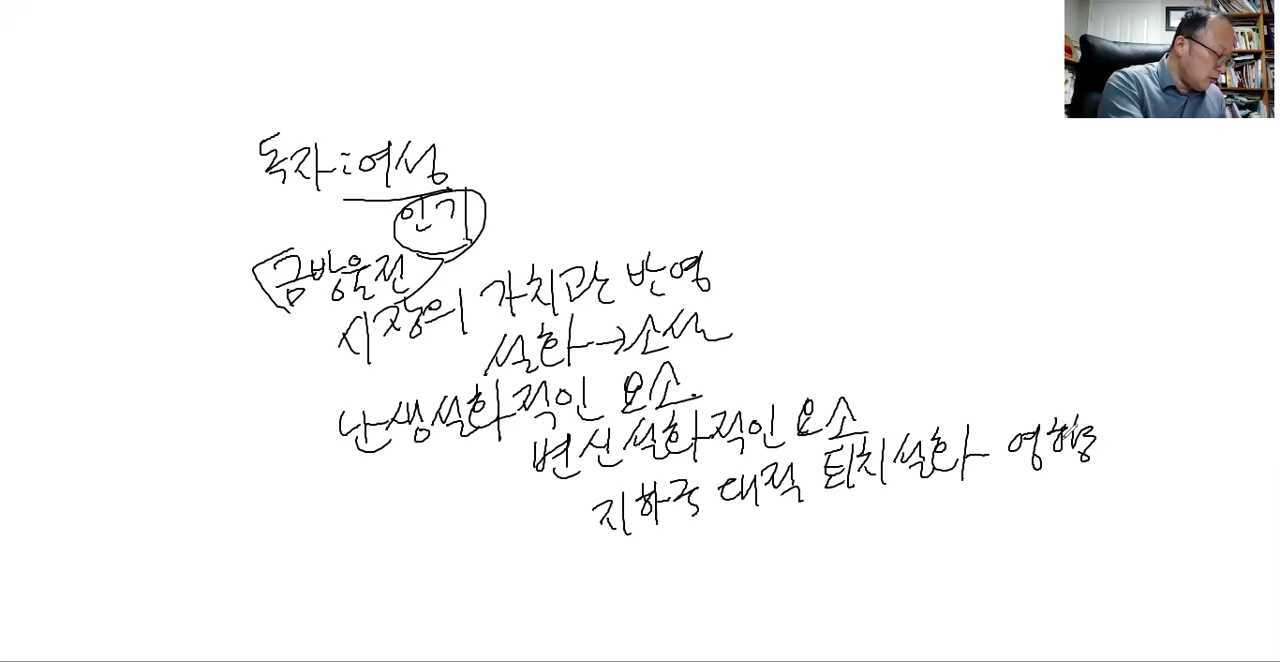 독자:여성
인기
금방울전
시장의 가치관 반영
설화→소설
난생설화적인 요소.
변신설화적인 요소
지하국 대적 퇴치설화 영향